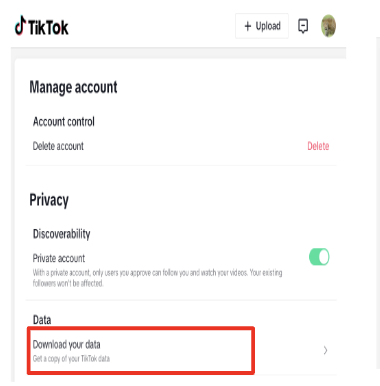 TikTok
+ Upload
Manage account
Account control
Delete account
Delete
Privacy
Discoverability
Private account
With a private account, only users you approve can follow you and watch your videos. Your existing
followers won't be affected.
Data
Download your data
Get a copy of your TikTok data